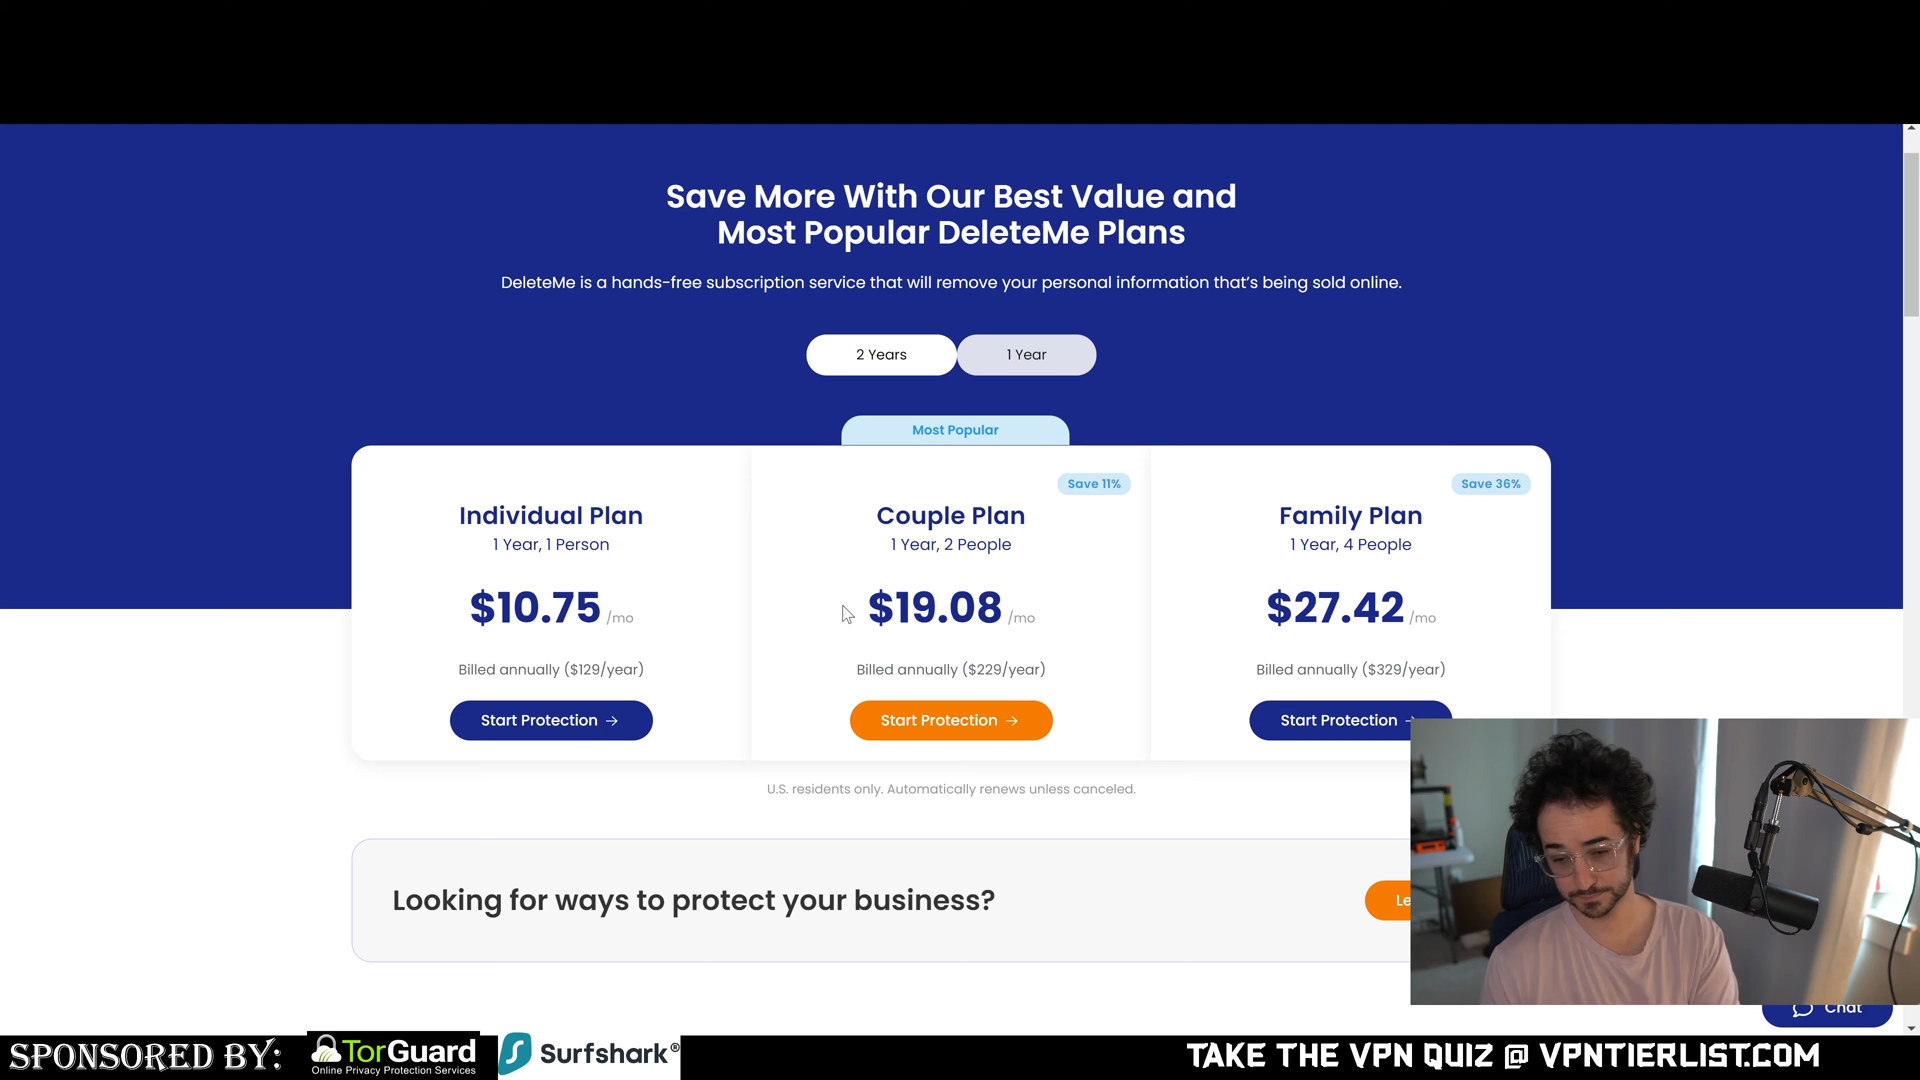 Save More With Our Best Value and
Most Popular DeleteMe Plans
DeleteMe is a hands-free subscription service that will remove your personal information that’s being sold online.
2 Years
1 Year
Most Popular
Individual Plan
1 Year, 1 Person
$10.75 /mo
Billed annually ($129/year)
Start Protection →
Save 11%
Couple Plan
1 Year, 2 People
$19.08 /mo
Billed annually ($229/year)
Start Protection →
Save 36%
Family Plan
1 Year, 4 People
$27.42 /mo
Billed annually ($329/year)
Start Protection
U.S. residents only. Automatically renews unless canceled.
Looking for ways to protect your business?
Le
Chat
SPONSORED BY:
TorGuard
Online Privacy Protection Services
Surfshark®
TAKE THE VPN QUIZ @ VPNTIERLIST.COM